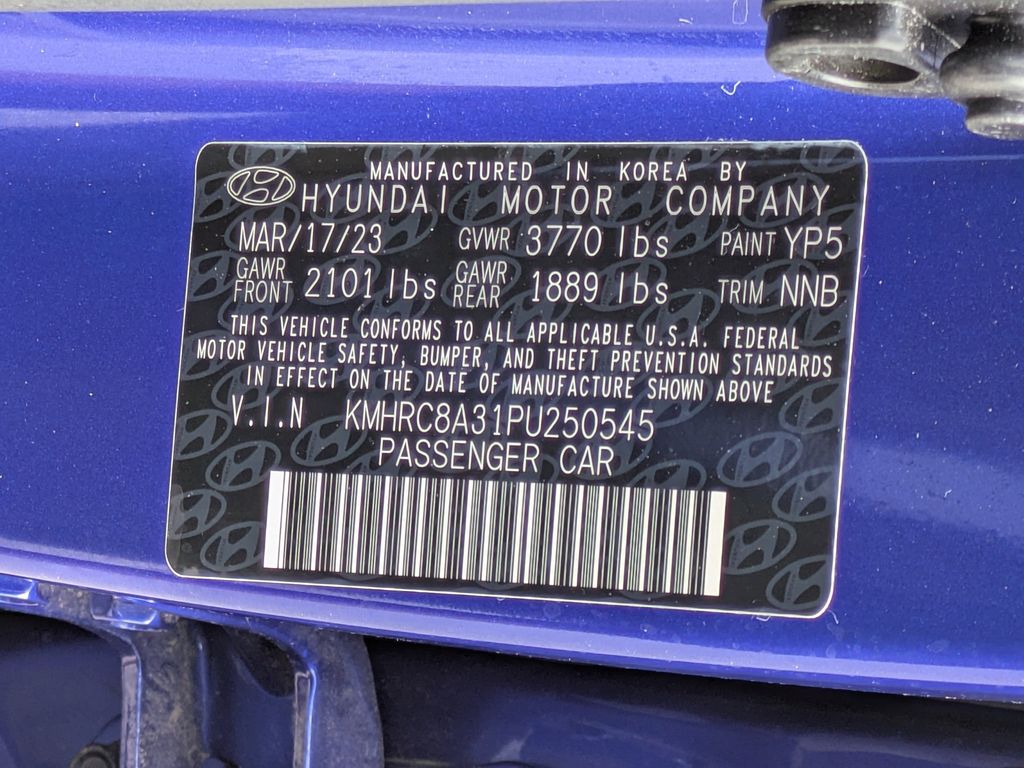 MANUFACTURED IN KOREA BY
HYUNDAI MOTOR COMPANY
MAR/17/23 GVWR 3770 lbs PAINT YP5
GAWR FRONT 2101 lbs GAWR REAR 1889 lbs TRIM NNB
THIS VEHICLE CONFORMS TO ALL APPLICABLE U.S.A. FEDERAL
MOTOR VEHICLE SAFETY, BUMPER, AND THEFT PREVENTION STANDARDS
IN EFFECT ON THE DATE OF MANUFACTURE SHOWN ABOVE
V.I.N KMHRC8A31PU250545
PASSENGER CAR